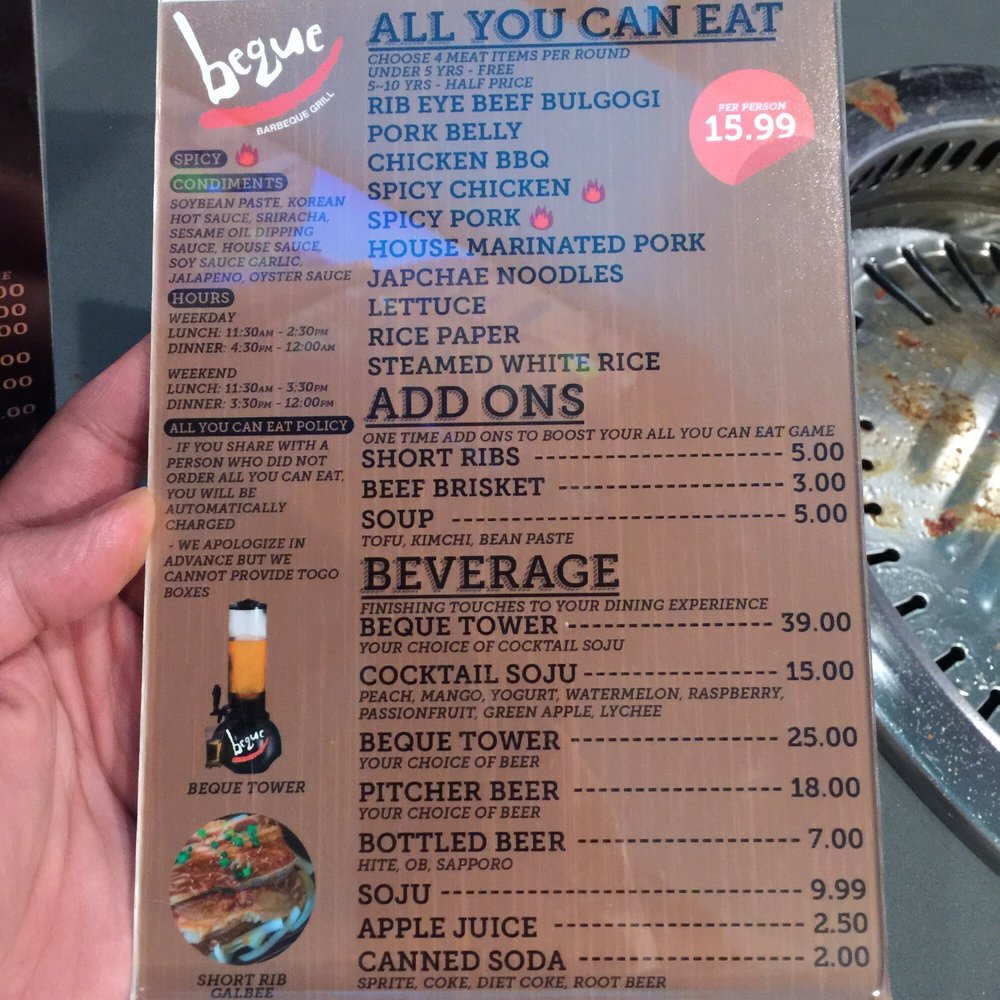 beque
BARBEQUE GRILL
SPICY
CONDIMENTS
SOYBEAN PASTE, KOREAN
HOT SAUCE, SRIRACHA,
SESAME OIL DIPPING
SAUCE, HOUSE SAUCE,
SOY SAUCE GARLIC,
JALAPENO, OYSTER SAUCE
HOURS
WEEKDAY
LUNCH: 11:30AM - 2:30PM
DINNER: 4:30PM - 12:00AM
WEEKEND
LUNCH: 11:30AM - 3:30PM
DINNER: 3:30PM - 12:00PM
ALL YOU CAN EAT POLICY
- IF YOU SHARE WITH A
PERSON WHO DID NOT
ORDER ALL YOU CAN EAT,
YOU WILL BE
AUTOMATICALLY
CHARGED
- WE APOLOGIZE IN
ADVANCE BUT WE
CANNOT PROVIDE TOGO
BOXES
beque
BEQUE TOWER
SHORT RIB
GALBEE
ALL YOU CAN EAT
CHOOSE 4 MEAT ITEMS PER ROUND
UNDER 5 YRS - FREE
5~10 YRS - HALF PRICE
PER PERSON
15.99
RIB EYE BEEF BULGOGI
PORK BELLY
CHICKEN BBQ
SPICY CHICKEN
SPICY PORK
HOUSE MARINATED PORK
JAPCHAE NOODLES
LETTUCE
RICE PAPER
STEAMED WHITE RICE
ADD ONS
ONE TIME ADD ONS TO BOOST YOUR ALL YOU CAN EAT GAME
SHORT RIBS 5.00
BEEF BRISKET 3.00
SOUP 5.00
TOFU, KIMCHI, BEAN PASTE
BEVERAGE
FINISHING TOUCHES TO YOUR DINING EXPERIENCE
BEQUE TOWER 39.00
YOUR CHOICE OF COCKTAIL SOJU
COCKTAIL SOJU 15.00
PEACH, MANGO, YOGURT, WATERMELON, RASPBERRY,
PASSIONFRUIT, GREEN APPLE, LYCHEE
BEQUE TOWER 25.00
YOUR CHOICE OF BEER
PITCHER BEER 18.00
YOUR CHOICE OF BEER
BOTTLED BEER 7.00
HITE, OB, SAPPORO
SOJU 9.99
APPLE JUICE 2.50
CANNED SODA 2.00
SPRITE, COKE, DIET COKE, ROOT BEER